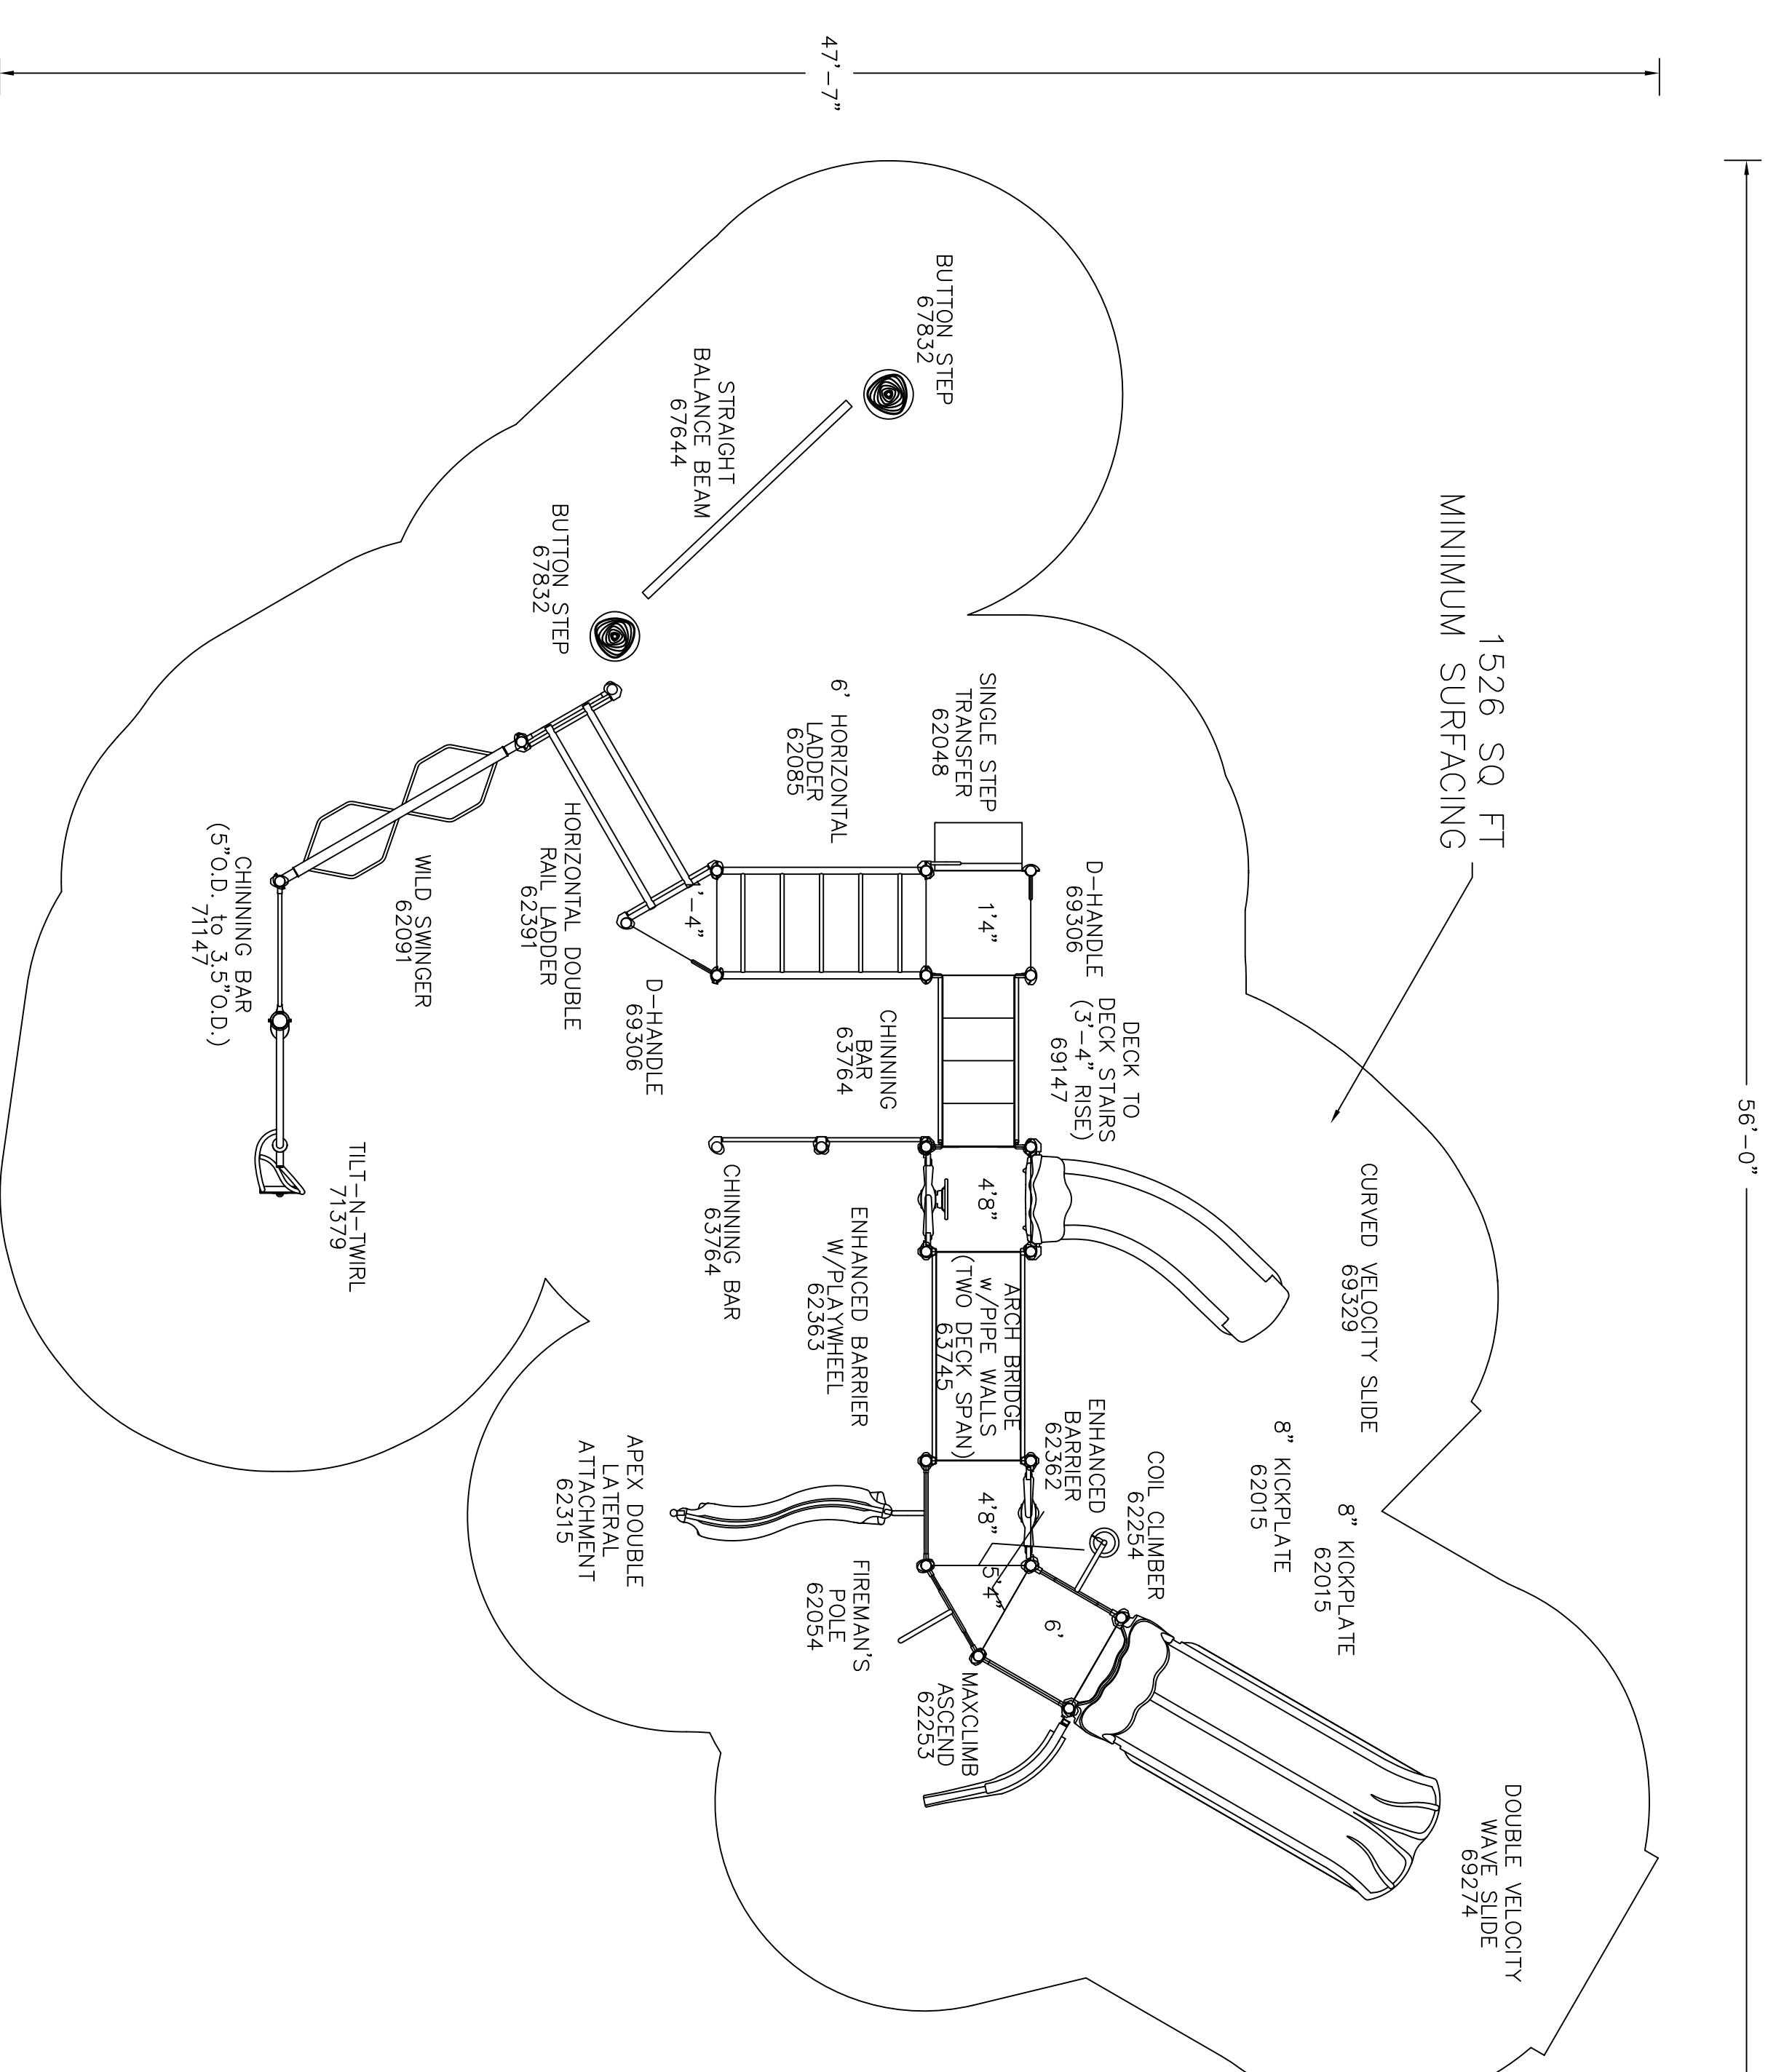 56'-0"
47'-7"
1526 SQ FT
MINIMUM SURFACING
BUTTON STEP
67832
STRAIGHT
BALANCE BEAM
67644
BUTTON STEP
67832
SINGLE STEP
TRANSFER
62048
6' HORIZONTAL
LADDER
62085
D-HANDLE
69306
1'4"
'-4"
HORIZONTAL DOUBLE
RAIL LADDER
62391
WILD SWINGER
62091
CHINNING BAR
(5"O.D. to 3.5"O.D.)
71147
D-HANDLE
69306
DECK TO
DECK STAIRS
(3'-4" RISE)
69147
CHINNING
BAR
63764
CHINNING BAR
63764
TILT-N-TWIRL
71379
4'8"
CURVED VELOCITY SLIDE
69329
ENHANCED BARRIER
W/PLAYWHEEL
62363
ARCH BRIDGE
w/PIPE WALLS
(TWO DECK SPAN)
63745
ENHANCED
BARRIER
62362
COIL CLIMBER
62254
8" KICKPLATE
62015
8" KICKPLATE
62015
4'8"
5'4"
6'
APEX DOUBLE
LATERAL
ATTACHMENT
62315
FIREMAN'S
POLE
62054
MAXCLIMB
ASCEND
62253
DOUBLE VELOCITY
WAVE SLIDE
69274